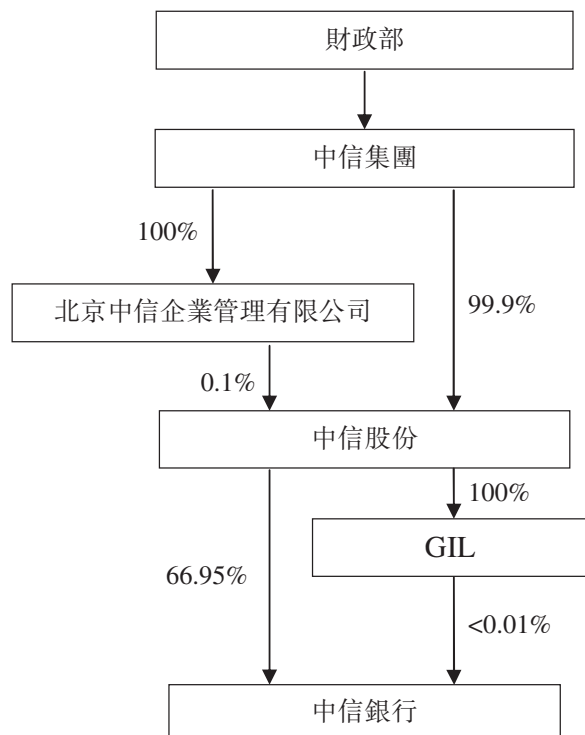 財政部
中信集團
100%
北京中信企業管理有限公司
99.9%
0.1%
中信股份
100%
GIL
66.95%
<0.01%
中信銀行